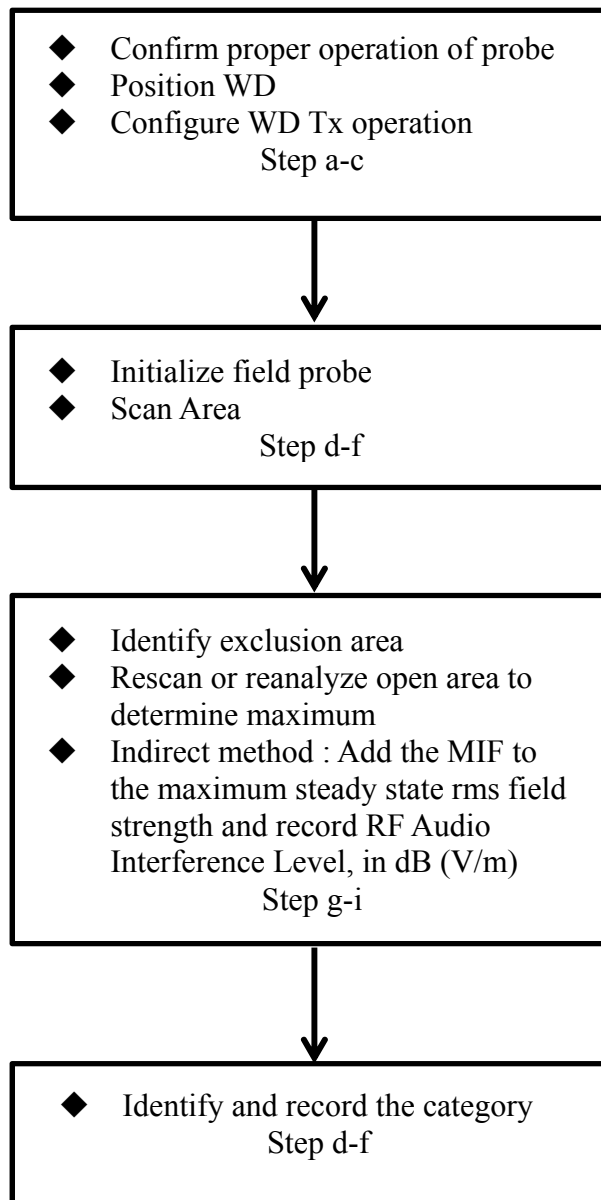 ◆ Confirm proper operation of probe
◆ Position WD
◆ Configure WD Tx operation
Step a-c
◆ Initialize field probe
◆ Scan Area
Step d-f
◆ Identify exclusion area
◆ Rescan or reanalyze open area to
determine maximum
◆ Indirect method : Add the MIF to
the maximum steady state rms field
strength and record RF Audio
Interference Level, in dB (V/m)
Step g-i
◆ Identify and record the category
Step d-f